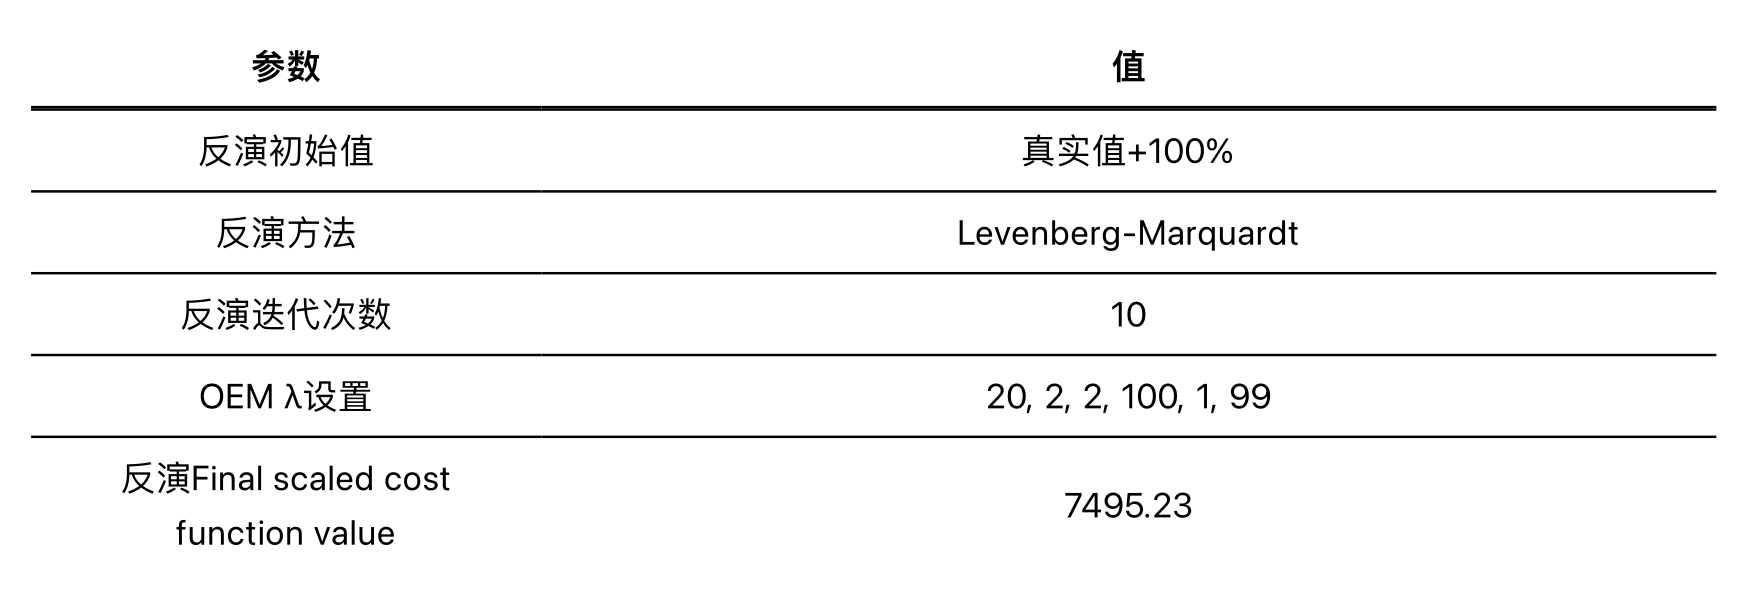 参数 值
反演初始值 真实值+100%
反演方法 Levenberg-Marquardt
反演迭代次数 10
OEM λ设置 20, 2, 2, 100, 1, 99
反演Final scaled cost
function value 7495.23